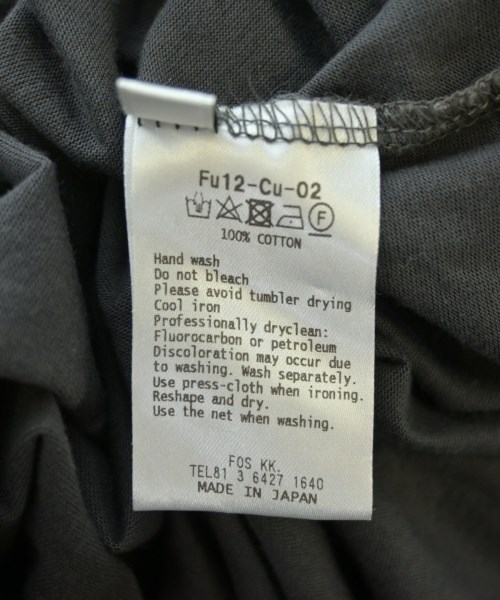 Fu12-Cu-02
F
100% COTTON
Hand wash
Do not bleach
Please avoid tumbler drying
Cool iron
Professionally dryclean:
Fluorocarbon or petroleum
Discoloration may occur due
to washing. Wash separately.
Use press-cloth when ironing.
Reshape and dry.
Use the net when washing.
FOS KK.
TEL81 3 6427 1640
MADE IN JAPAN